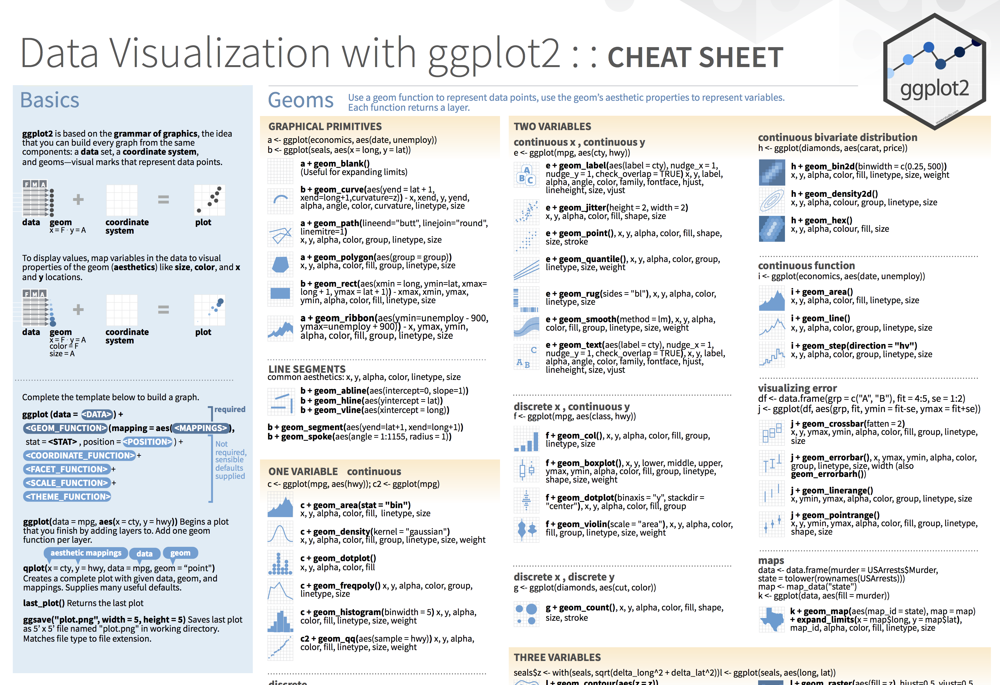 Data Visualization with ggplot2 : : CHEAT SHEET
ggplot2
www.rstudio.com
Basics
ggplot2 is based on the grammar of graphics, the idea
that you can build every graph from the same
components: a data set, a coordinate system,
and geoms—visual marks that represent data points.
F M A
+
=
data geom coordinate plot
x = F · y = A system
To display values, map variables in the data to visual
properties of the geom (aesthetics) like size, color, and x
and y locations.
F M A
+
=
data geom coordinate plot
x = F · y = A system
color = F
size = A
Complete the template below to build a graph.
required
ggplot (data = <DATA>) +
<GEOM_FUNCTION>(mapping = aes(<MAPPINGS>),
stat = <STAT> , position = <POSITION> ) +
<COORDINATE_FUNCTION> +
<FACET_FUNCTION> +
<SCALE_FUNCTION> +
<THEME_FUNCTION>
Not
required,
sensible
defaults
supplied
ggplot(data = mpg, aes(x = cty, y = hwy)) Begins a plot
that you finish by adding layers to. Add one geom
function per layer.
aesthetic mappings data geom
qplot(x = cty, y = hwy, data = mpg, geom = “point")
Creates a complete plot with given data, geom, and
mappings. Supplies many useful defaults.
last_plot() Returns the last plot
ggsave("plot.png", width = 5, height = 5) Saves last plot
as 5’ x 5’ file named "plot.png" in working directory.
Matches file type to file extension.
Geoms
Use a geom function to represent data points, use the geom’s aesthetic properties to represent variables.
Each function returns a layer.
GRAPHICAL PRIMITIVES
a <- ggplot(economics, aes(date, unemploy))
b <- ggplot(seals, aes(x = long, y = lat))
a + geom_blank()
(Useful for expanding limits)
b + geom_curve(aes(yend = lat + 1,
xend=long+1,curvature=z)) - x, xend, y, yend,
alpha, angle, color, curvature, linetype, size
a + geom_path(lineend="butt", linejoin="round",
linemitre=1)
x, y, alpha, color, group, linetype, size
a + geom_polygon(aes(group = group))
x, y, alpha, color, fill, group, linetype, size
b + geom_rect(aes(xmin = long, ymin=lat, xmax=
long + 1, ymax = lat + 1)) - xmax, xmin, ymax,
ymin, alpha, color, fill, linetype, size
a + geom_ribbon(aes(ymin=unemploy - 900,
ymax=unemploy + 900)) - x, ymax, ymin,
alpha, color, fill, group, linetype, size
LINE SEGMENTS
common aesthetics: x, y, alpha, color, linetype, size
b + geom_abline(aes(intercept=0, slope=1))
b + geom_hline(aes(yintercept = lat))
b + geom_vline(aes(xintercept = long))
b + geom_segment(aes(yend=lat+1, xend=long+1))
b + geom_spoke(aes(angle = 1:1155, radius = 1))
ONE VARIABLE continuous
c <- ggplot(mpg, aes(hwy)); c2 <- ggplot(mpg)
c + geom_area(stat = "bin")
x, y, alpha, color, fill, linetype, size
c + geom_density(kernel = "gaussian")
x, y, alpha, color, fill, group, linetype, size, weight
c + geom_dotplot()
x, y, alpha, color, fill
c + geom_freqpoly() x, y, alpha, color, group,
linetype, size
c + geom_histogram(binwidth = 5) x, y, alpha,
color, fill, linetype, size, weight
c2 + geom_qq(aes(sample = hwy)) x, y, alpha,
color, fill, linetype, size, weight
discrete
TWO VARIABLES
continuous x , continuous y
e <- ggplot(mpg, aes(cty, hwy))
A
B C
e + geom_label(aes(label = cty), nudge_x = 1,
nudge_y = 1, check_overlap = TRUE) x, y, label,
alpha, angle, color, family, fontface, hjust,
lineheight, size, vjust
e + geom_jitter(height = 2, width = 2)
x, y, alpha, color, fill, shape, size
e + geom_point(), x, y, alpha, color, fill, shape,
size, stroke
e + geom_quantile(), x, y, alpha, color, group,
linetype, size, weight
e + geom_rug(sides = "bl"), x, y, alpha, color,
linetype, size
e + geom_smooth(method = lm), x, y, alpha,
color, fill, group, linetype, size, weight
C
A B
e + geom_text(aes(label = cty), nudge_x = 1,
nudge_y = 1, check_overlap = TRUE), x, y, label,
alpha, angle, color, family, fontface, hjust,
lineheight, size, vjust
discrete x , continuous y
f <- ggplot(mpg, aes(class, hwy))
f + geom_col(), x, y, alpha, color, fill, group,
linetype, size
f + geom_boxplot(), x, y, lower, middle, upper,
ymax, ymin, alpha, color, fill, group, linetype,
shape, size, weight
f + geom_dotplot(binaxis = "y", stackdir =
"center"), x, y, alpha, color, fill, group
f + geom_violin(scale = "area"), x, y, alpha, color,
fill, group, linetype, size, weight
discrete x , discrete y
g <- ggplot(diamonds, aes(cut, color))
g + geom_count(), x, y, alpha, color, fill, shape,
size, stroke
continuous bivariate distribution
h <- ggplot(diamonds, aes(carat, price))
h + geom_bin2d(binwidth = c(0.25, 500))
x, y, alpha, color, fill, linetype, size, weight
h + geom_density2d()
x, y, alpha, colour, group, linetype, size
h + geom_hex()
x, y, alpha, colour, fill, size
continuous function
i <- ggplot(economics, aes(date, unemploy))
i + geom_area()
x, y, alpha, color, fill, linetype, size
i + geom_line()
x, y, alpha, color, group, linetype, size
i + geom_step(direction = "hv")
x, y, alpha, color, group, linetype, size
visualizing error
df <- data.frame(grp = c("A", "B"), fit = 4:5, se = 1:2)
j <- ggplot(df, aes(grp, fit, ymin = fit-se, ymax = fit+se))
j + geom_crossbar(fatten = 2)
x, y, ymax, ymin, alpha, color, fill, group, linetype,
size
j + geom_errorbar(), x, ymax, ymin, alpha, color,
group, linetype, size, width (also
geom_errorbarh())
j + geom_linerange()
x, ymin, ymax, alpha, color, group, linetype, size
j + geom_pointrange()
x, y, ymin, ymax, alpha, color, fill, group, linetype,
shape, size
maps
data <- data.frame(murder = USArrests$Murder,
state = tolower(rownames(USArrests)))
map <- map_data("state")
k <- ggplot(data, aes(fill = murder))
k + geom_map(aes(map_id = state), map = map)
+ expand_limits(x = map$long, y = map$lat),
map_id, alpha, color, fill, linetype, size
THREE VARIABLES
seals$z <- with(seals, sqrt(delta_long^2 + delta_lat^2))l <- ggplot(seals, aes(long, lat))
l + geom_contour(aes(z = z))
l + geom_raster(aes(fill = z), hjust=0.5, vjust=0.5,